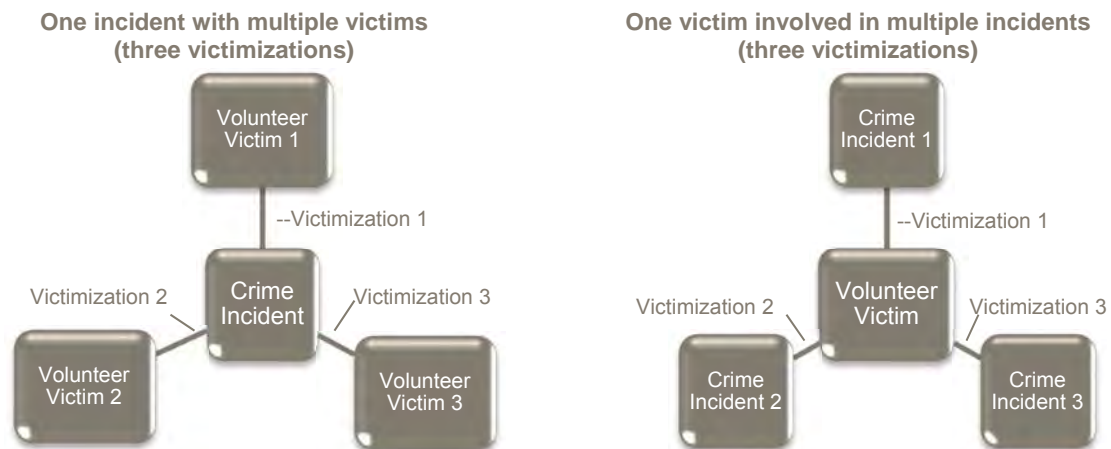 One incident with multiple victims
(three victimizations)
Volunteer
Victim 1
--Victimization 1
Crime
Incident
Victimization 2
Victimization 3
Volunteer
Victim 2
Volunteer
Victim 3
One victim involved in multiple incidents
(three victimizations)
Crime
Incident 1
--Victimization 1
Volunteer
Victim
Victimization 2
Victimization 3
Crime
Incident 2
Crime
Incident 3